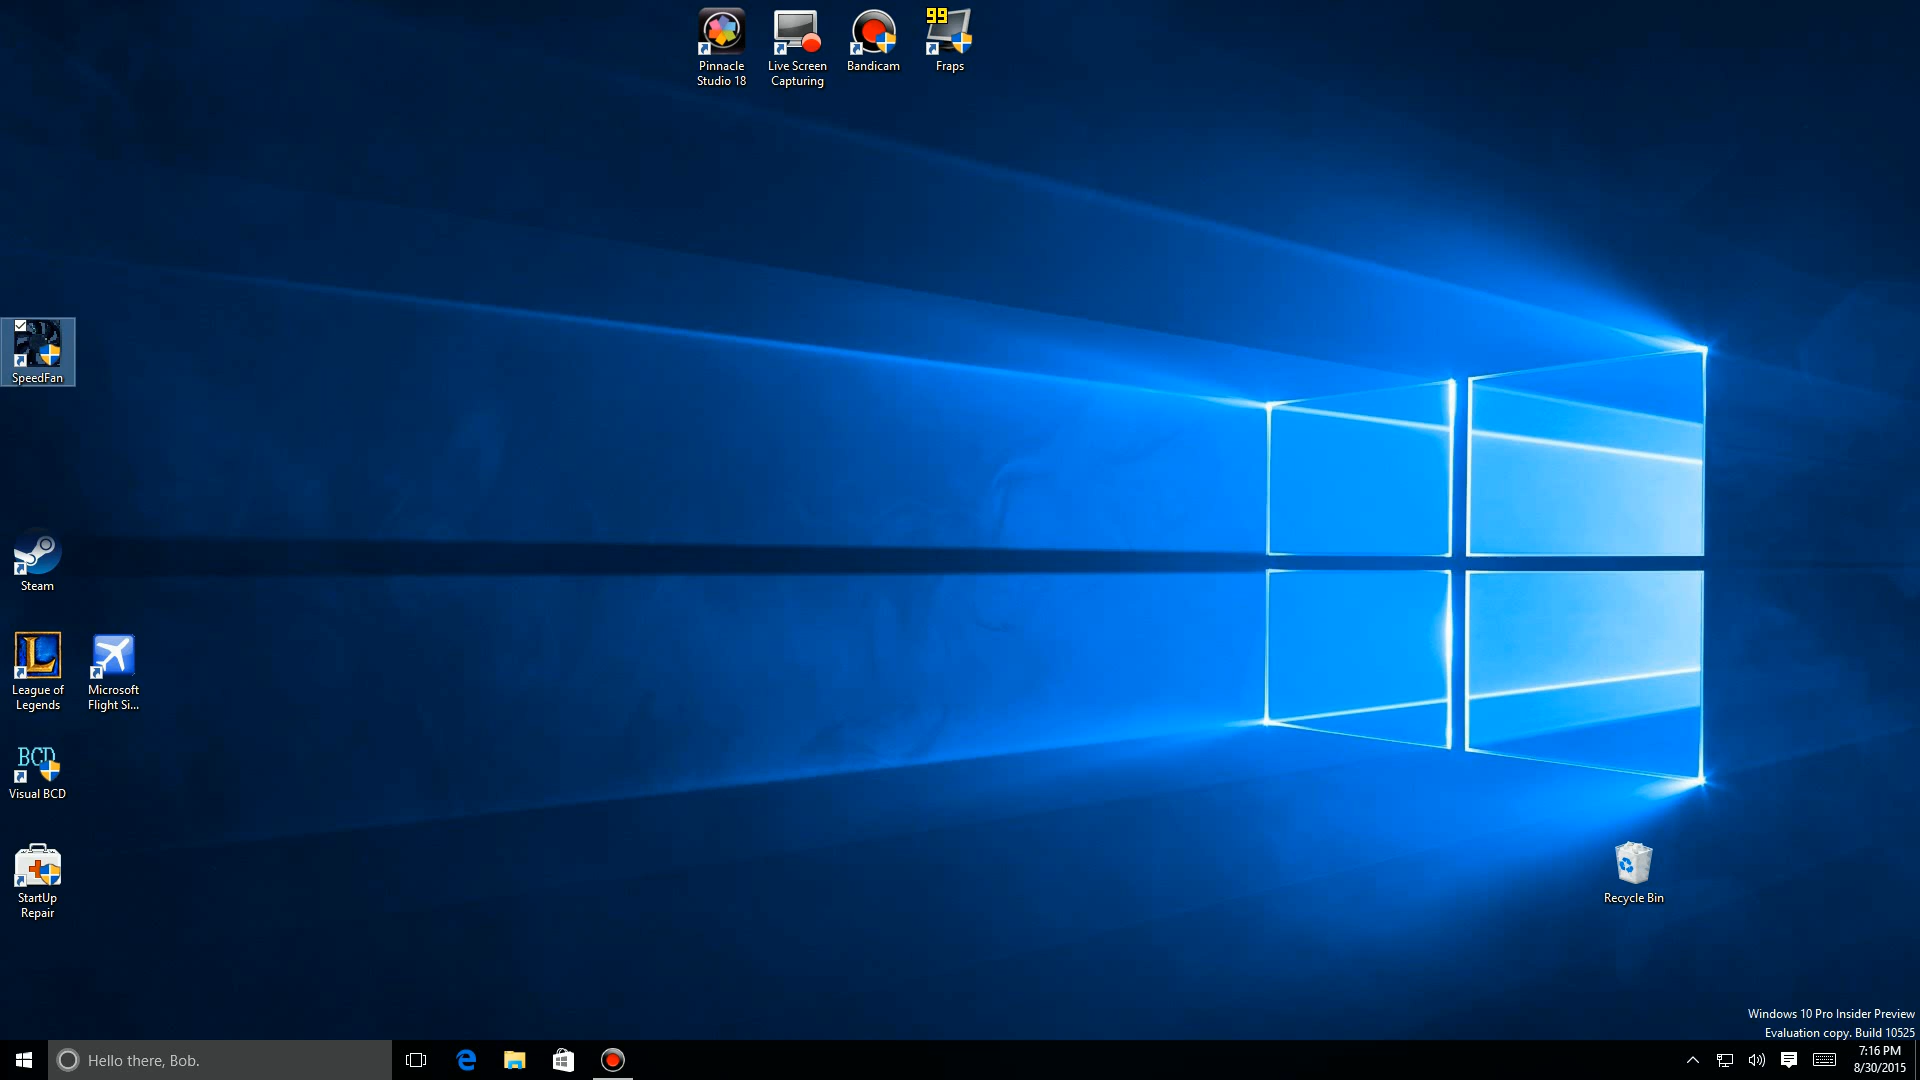 99
Pinnacle
Studio 18
Live Screen
Capturing
Bandicam
Fraps
SpeedFan
Steam
L
League of
Legends
Microsoft
Flight Si...
BCD
Visual BCD
StartUp
Repair
Recycle Bin
Windows 10 Pro Insider Preview
Evaluation copy. Build 10525
Hello there, Bob.
7:16 PM
8/30/2015